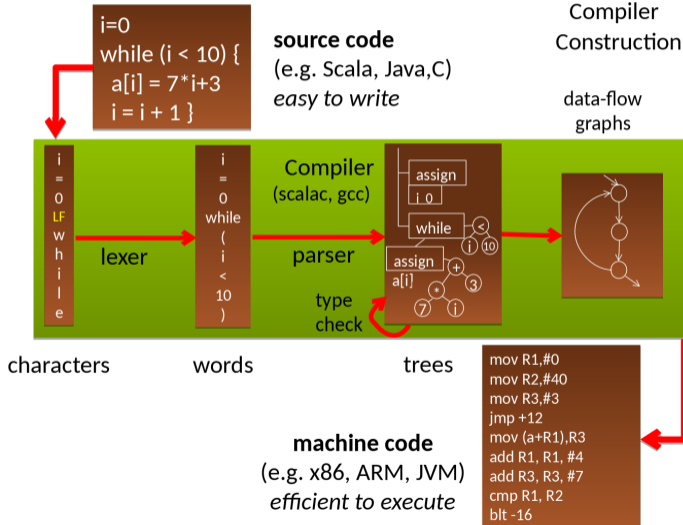 i=0
while (i < 10) {
a[i] = 7*i+3
i = i + 1 }
source code
(e.g. Scala, Java,C)
easy to write
Compiler
Construction
data-flow
graphs
i
=
0
LF
w
h
i
l
e
lexer
i
=
0
while
(
i
<
10
)
Compiler
(scalac, gcc)
parser
type
check
assign
i 0
while
<
i 10
assign
a[i]
+
* 3
7 i
characters
words
trees
machine code
(e.g. x86, ARM, JVM)
efficient to execute
mov R1,#0
mov R2,#40
mov R3,#3
jmp +12
mov (a+R1),R3
add R1, R1, #4
add R3, R3, #7
cmp R1, R2
blt -16